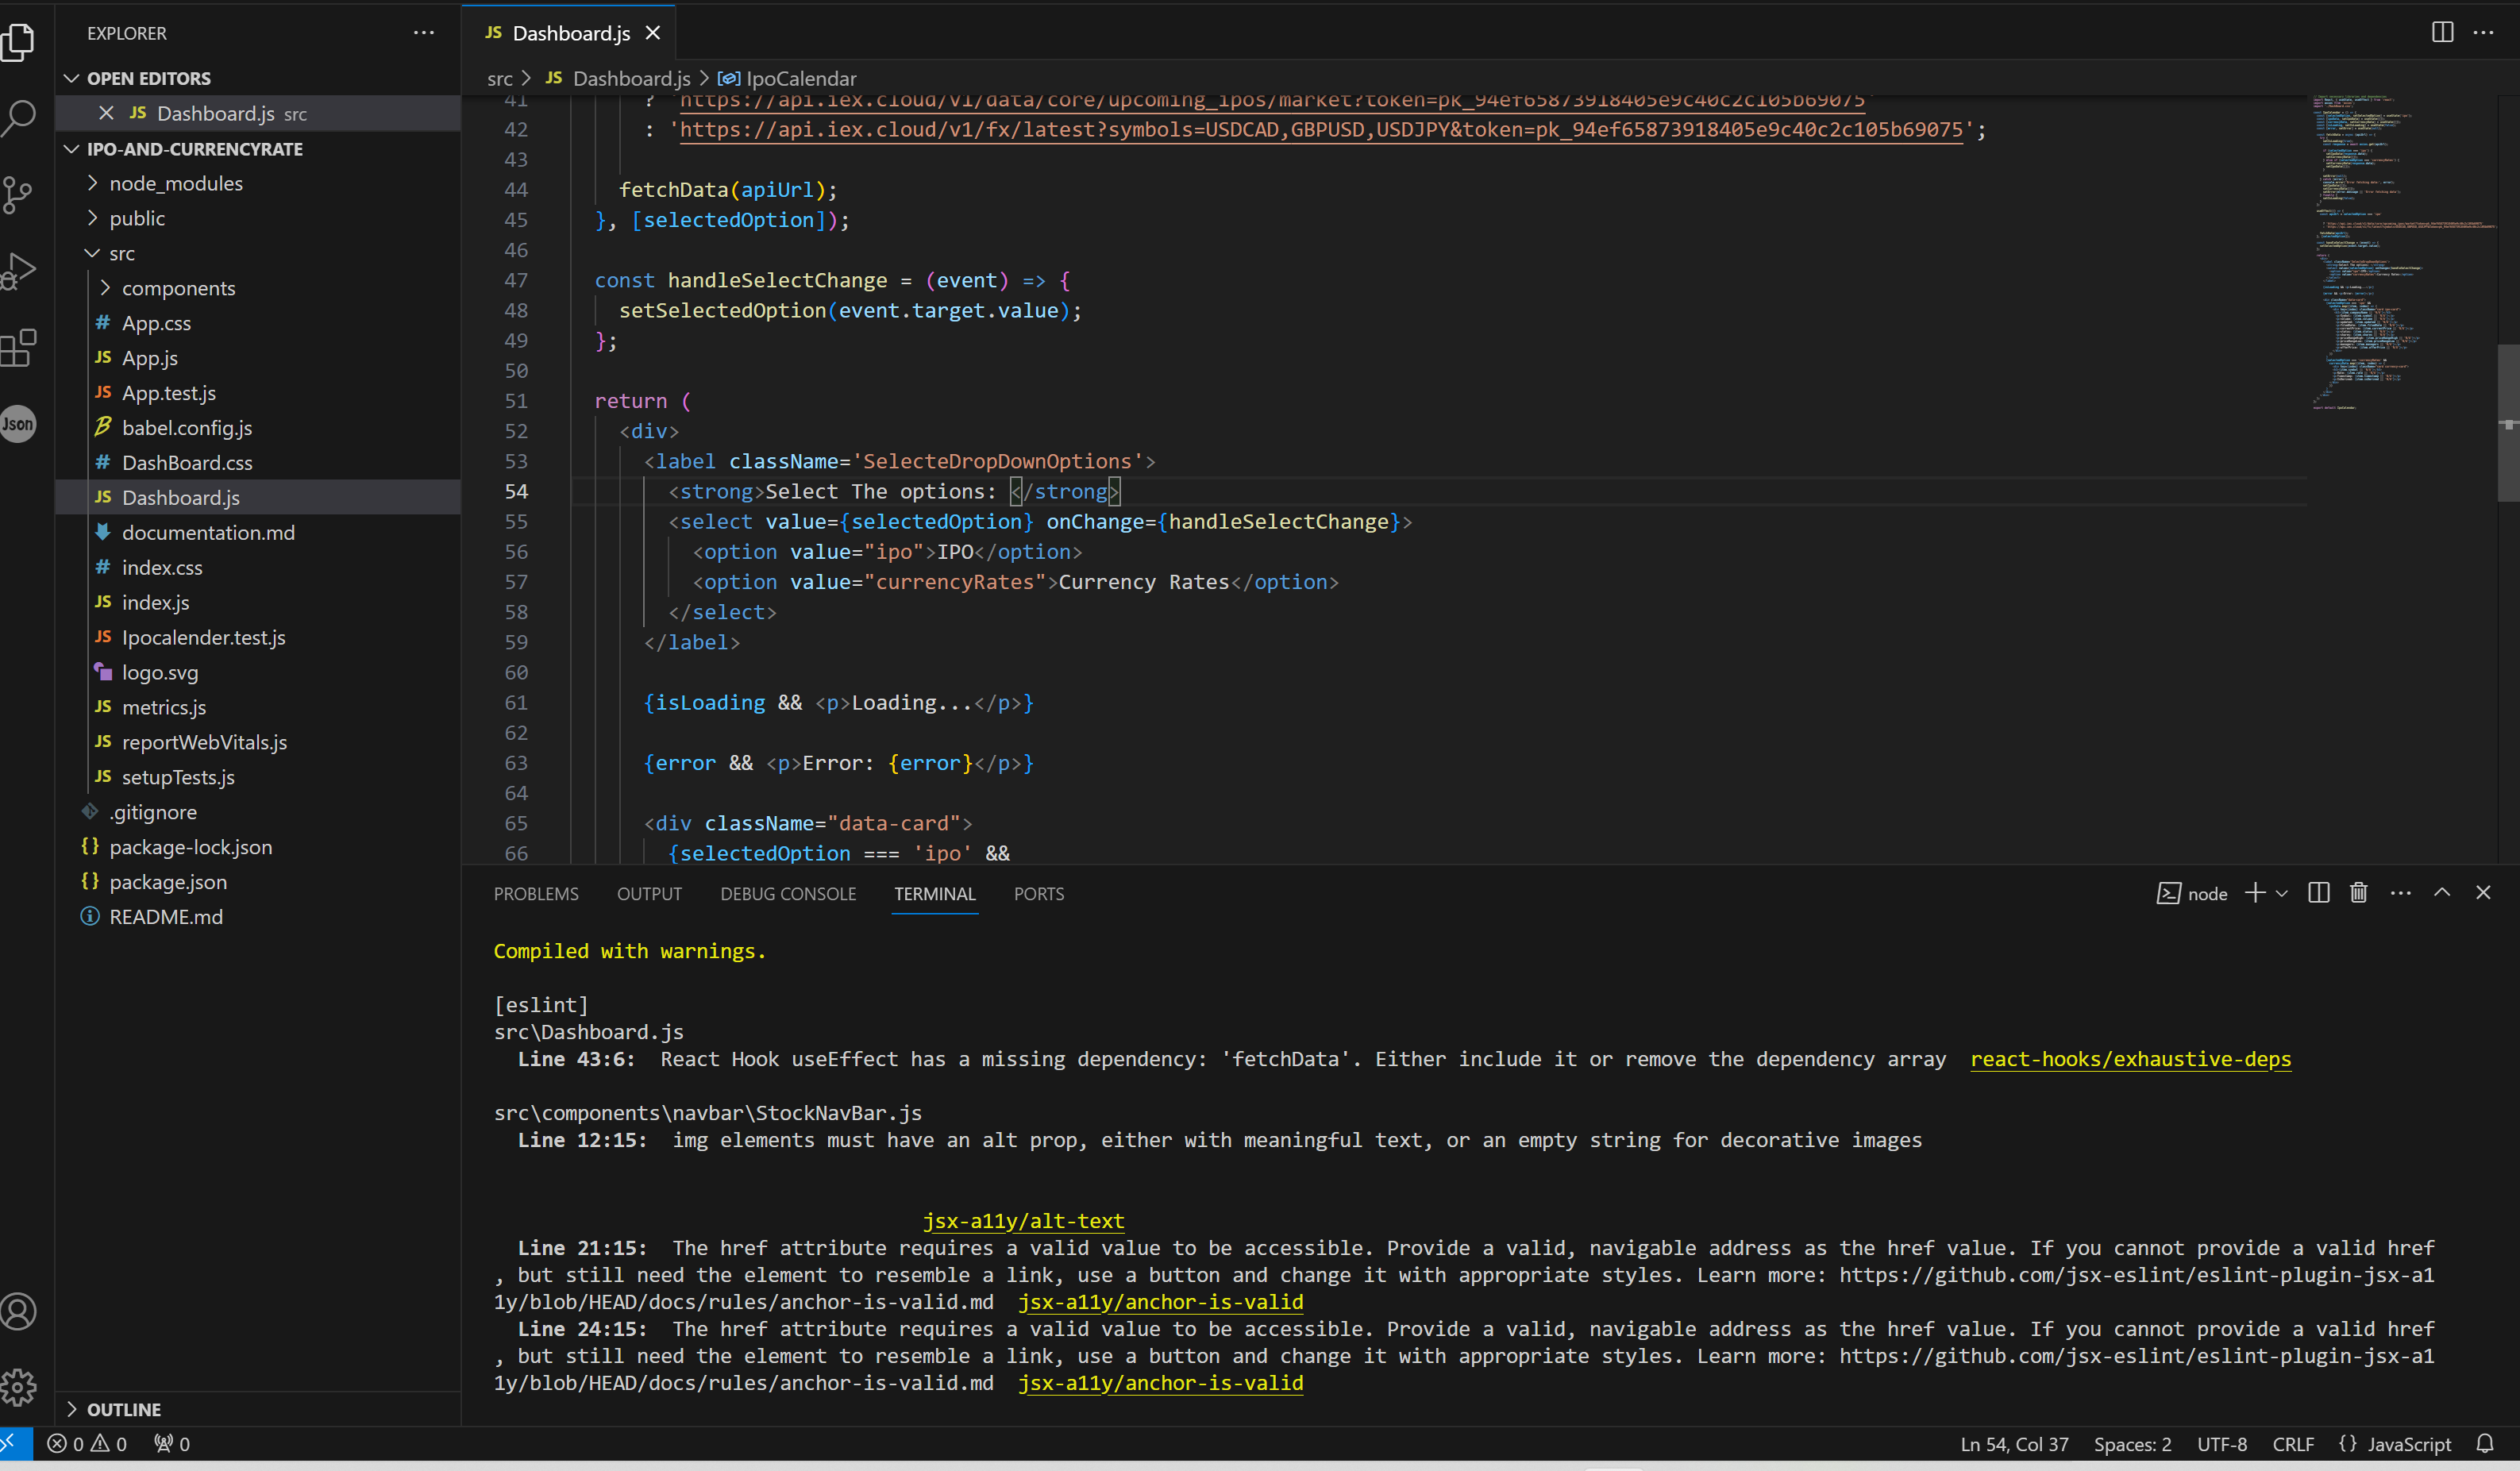 EXPLORER
OPEN EDITORS
JS Dashboard.js src
IPO-AND-CURRENCYRATE
node_modules
public
src
components
# App.css
JS App.js
JS App.test.js
babel.config.js
# DashBoard.css
JS Dashboard.js
documentation.md
# index.css
JS index.js
JS Ipocalender.test.js
logo.svg
JS metrics.js
JS reportWebVitals.js
JS setupTests.js
.gitignore
{} package-lock.json
{} package.json
README.md
OUTLINE
Json
JS Dashboard.js
src > JS Dashboard.js > IpoCalendar
41 ? 'https://api.iex.cloud/v1/data/core/upcoming_ipos/market?token=pk_94ef65873918405e9c40c2c105b69075'
42 : 'https://api.iex.cloud/v1/fx/latest?symbols=USDCAD,GBPUSD,USDJPY&token=pk_94ef65873918405e9c40c2c105b69075';
43
44 fetchData(apiUrl);
45 }, [selectedOption]);
46
47 const handleSelectChange = (event) => {
48 setSelectedOption(event.target.value);
49 };
50
51 return (
52 <div>
53 <label className='SelecteDropDownOptions'>
54 <strong>Select The options: </strong>
55 <select value={selectedOption} onChange={handleSelectChange}>
56 <option value="ipo">IPO</option>
57 <option value="currencyRates">Currency Rates</option>
58 </select>
59 </label>
60
61 {isLoading && <p>Loading...</p>}
62
63 {error && <p>Error: {error}</p>}
64
65 <div className="data-card">
66 {selectedOption === 'ipo' &&
PROBLEMS OUTPUT DEBUG CONSOLE TERMINAL PORTS
node
Compiled with warnings.
[eslint]
src\Dashboard.js
Line 43:6: React Hook useEffect has a missing dependency: 'fetchData'. Either include it or remove the dependency array react-hooks/exhaustive-deps
src\components\navbar\StockNavBar.js
Line 12:15: img elements must have an alt prop, either with meaningful text, or an empty string for decorative images
jsx-a11y/alt-text
Line 21:15: The href attribute requires a valid value to be accessible. Provide a valid, navigable address as the href value. If you cannot provide a valid href
, but still need the element to resemble a link, use a button and change it with appropriate styles. Learn more: https://github.com/jsx-eslint/eslint-plugin-jsx-a1
1y/blob/HEAD/docs/rules/anchor-is-valid.md jsx-a11y/anchor-is-valid
Line 24:15: The href attribute requires a valid value to be accessible. Provide a valid, navigable address as the href value. If you cannot provide a valid href
, but still need the element to resemble a link, use a button and change it with appropriate styles. Learn more: https://github.com/jsx-eslint/eslint-plugin-jsx-a1
1y/blob/HEAD/docs/rules/anchor-is-valid.md jsx-a11y/anchor-is-valid
0 0 0
Ln 54, Col 37 Spaces: 2 UTF-8 CRLF {} JavaScript